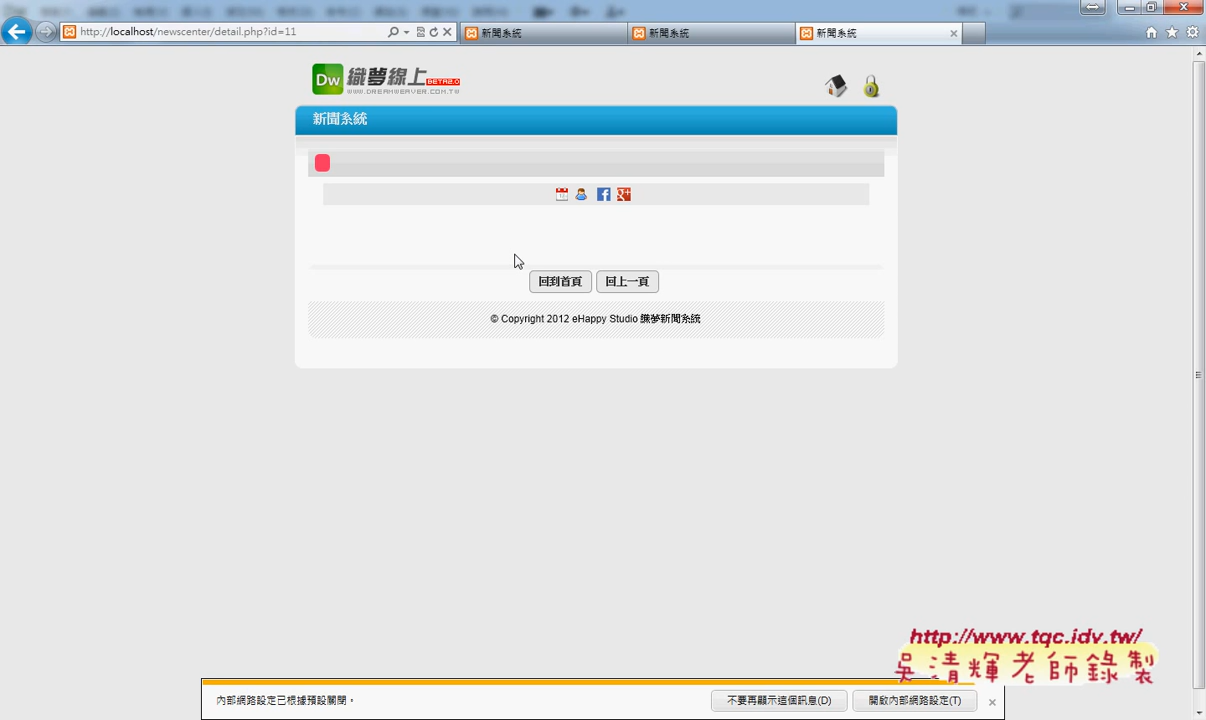 http://localhost/newscenter/detail.php?id=11
新聞系統
新聞系統
新聞系統
Dw 織夢線上 BETA2.0
WWW.DREAMWEAVER.COM.TW
新聞系統
回到首頁 回上一頁
© Copyright 2012 eHappy Studio 織夢新聞系統
http://www.tqc.idv.tw/
吳清輝老師錄製
內部網路設定已根據預設關閉。 不要再顯示這個訊息(D) 開啟內部網路設定(T)